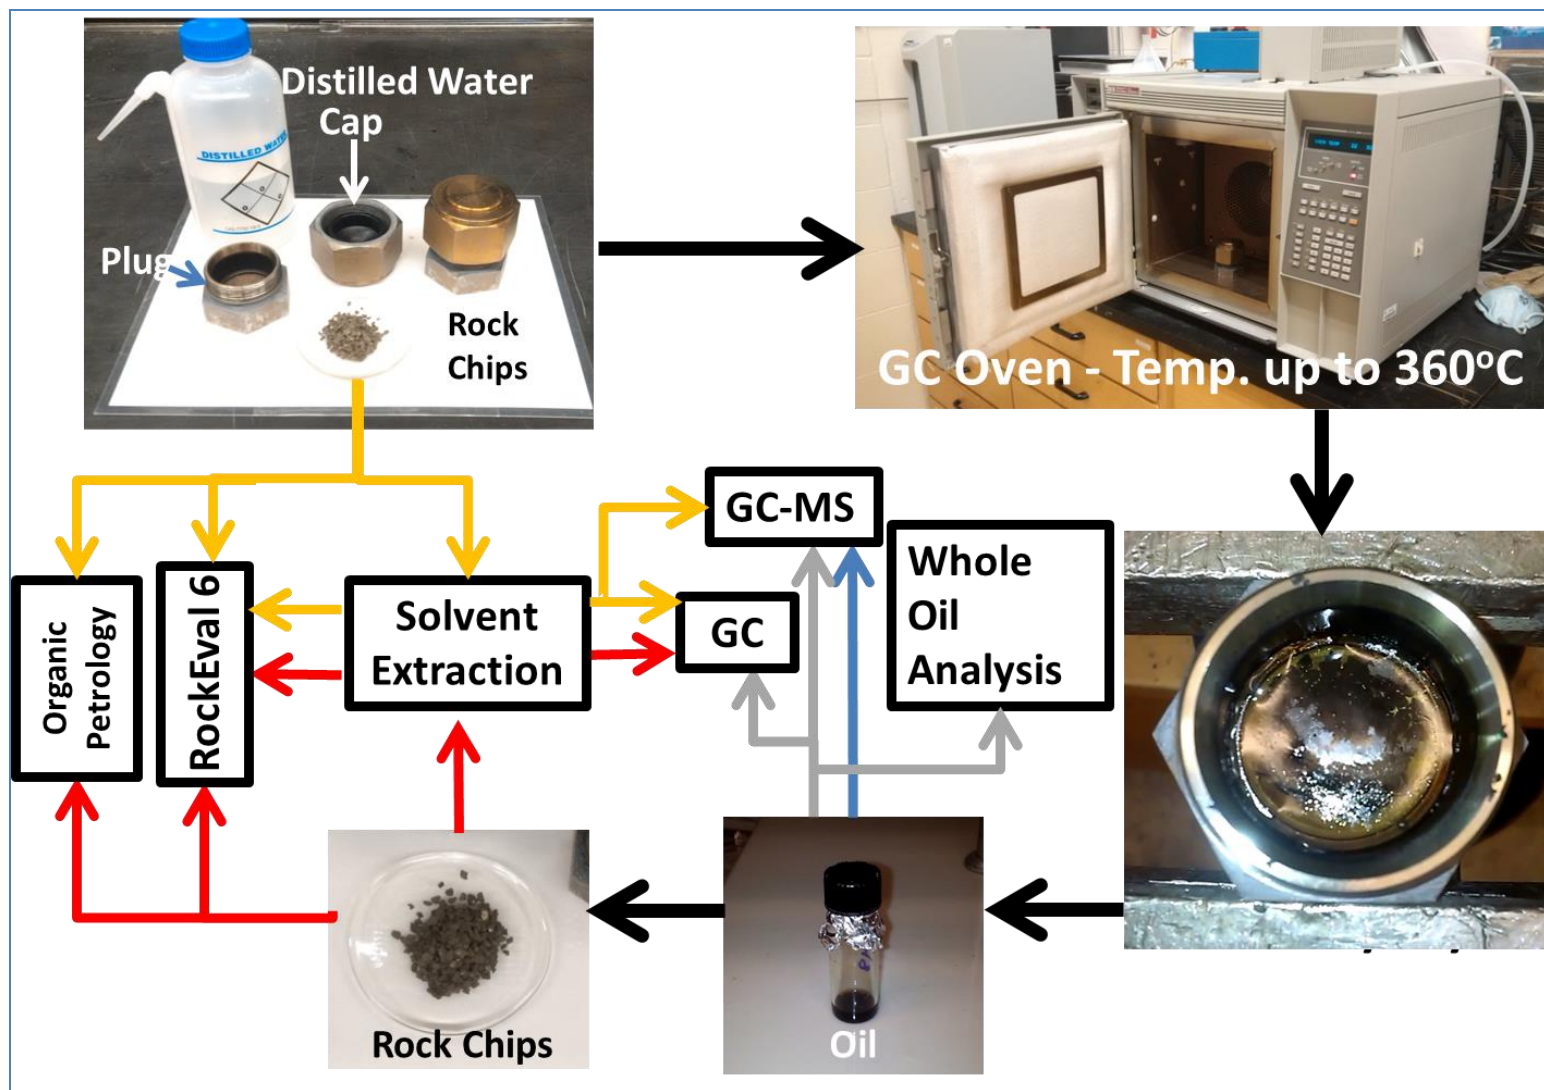 Distilled Water
Cap
DISTILLED WATER
Plug
Rock
Chips
GC Oven - Temp. up to 360°C
GC-MS
Whole
Oil
Analysis
Organic
Petrology
RockEval 6
Solvent
Extraction
GC
Rock Chips
Oil